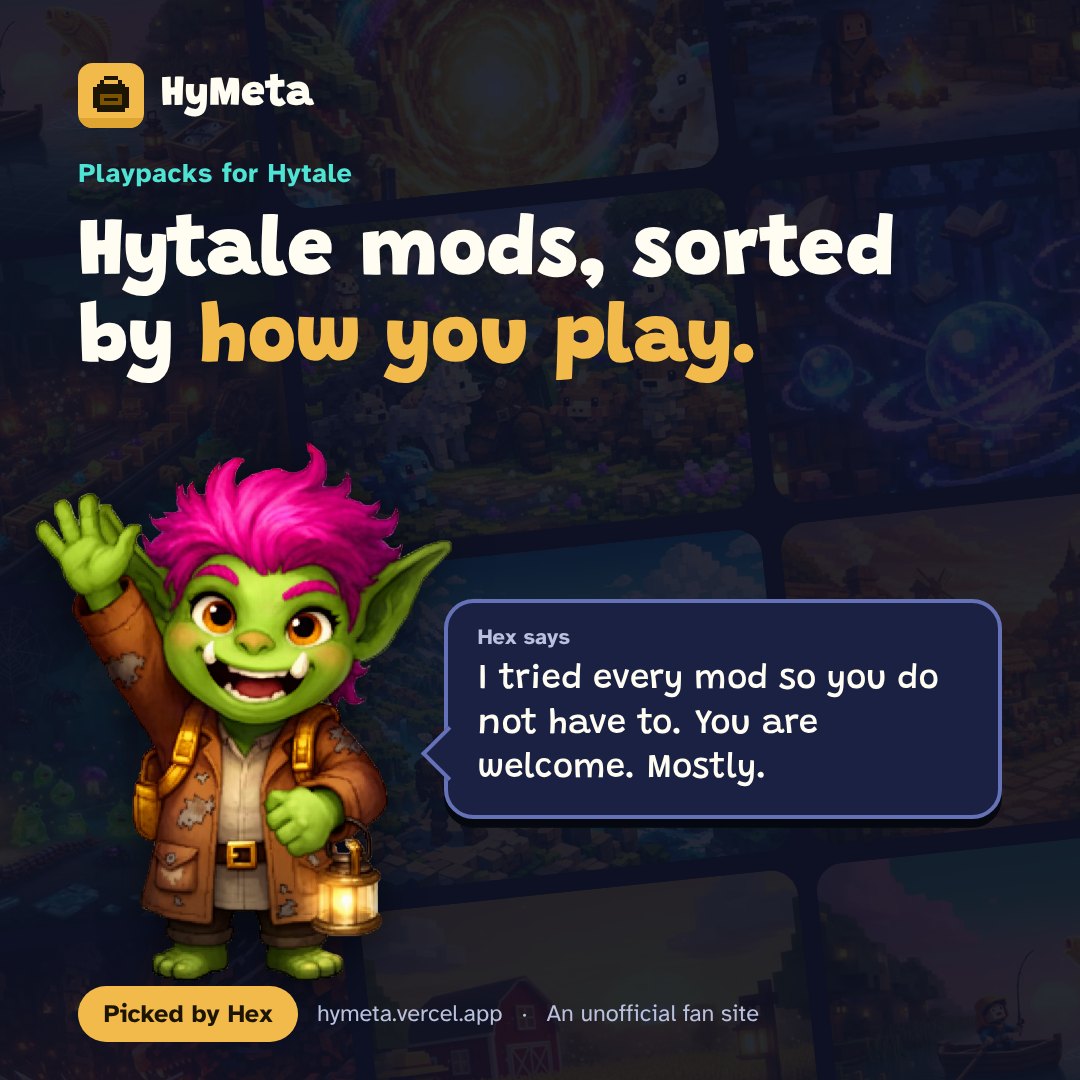 HyMeta
Playpacks for Hytale
Hytale mods, sorted
by how you play.
Hex says
I tried every mod so you do
not have to. You are
welcome. Mostly.
Picked by Hex
hymeta.vercel.app · An unofficial fan site